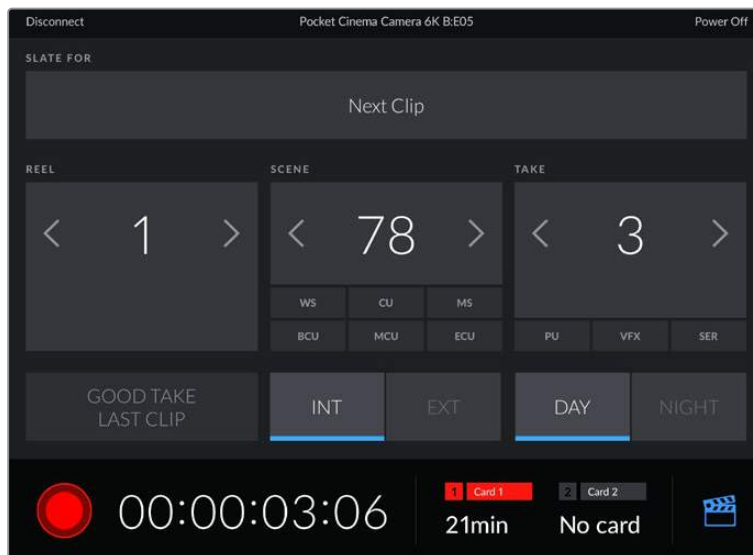 Disconnect Pocket Cinema Camera 6K B:E05 Power Off
SLATE FOR
Next Clip
REEL SCENE TAKE
< 1 > < 78 > < 3 >
WS CU MS
BCU MCU ECU PU VFX SER
GOOD TAKE
LAST CLIP
INT EXT DAY NIGHT
1 Card 1 2 Card 2
00:00:03:06 21min No card